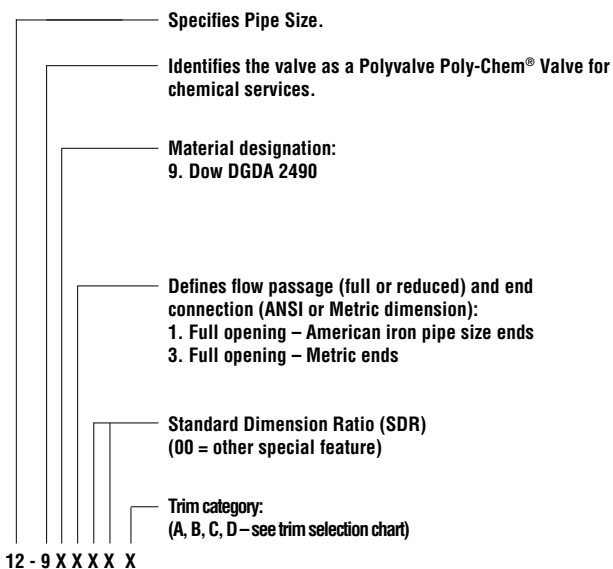 Specifies Pipe Size.
Identifies the valve as a Polyvalve Poly-Chem® Valve for
chemical services.
Material designation:
9. Dow DGDA 2490
Defines flow passage (full or reduced) and end
connection (ANSI or Metric dimension):
1. Full opening – American iron pipe size ends
3. Full opening – Metric ends
Standard Dimension Ratio (SDR)
(00 = other special feature)
Trim category:
(A, B, C, D – see trim selection chart)
12 - 9 X X X X X